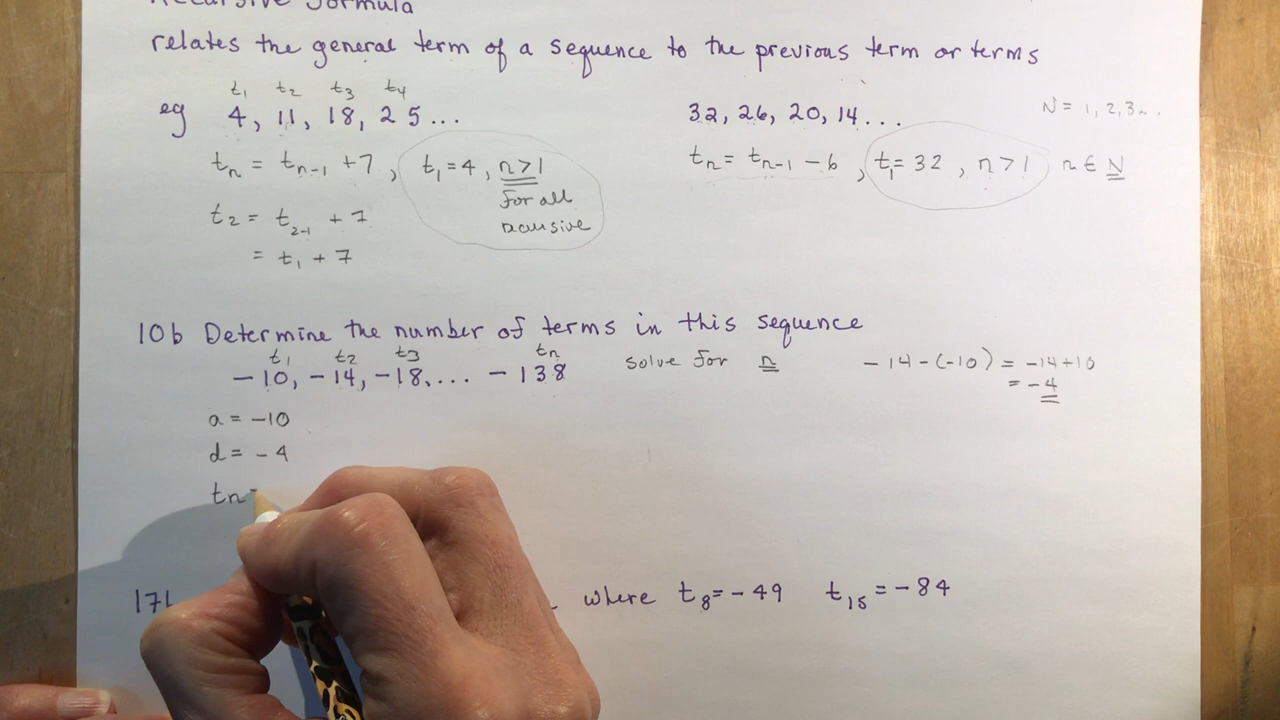 Recursive Formula
relates the general term of a sequence to the previous term or terms
t₁ t₂ t₃ t₄
eg 4, 11, 18, 25...
tₙ = tₙ₋₁ + 7, t₁ = 4, n > 1
for all
recursive
t₂ = t₂₋₁ + 7
= t₁ + 7
32, 26, 20, 14...
N = 1, 2, 3...
tₙ = tₙ₋₁ - 6, t₁ = 32, n > 1 n ∈ N
10b Determine the number of terms in this sequence
t₁ t₂ t₃ tn
-10, -14, -18, ... -138
solve for n
-14 - (-10) = -14 + 10
= -4
a = -10
d = -4
tn =
17b
where t₈ = -49 t₁₅ = -84